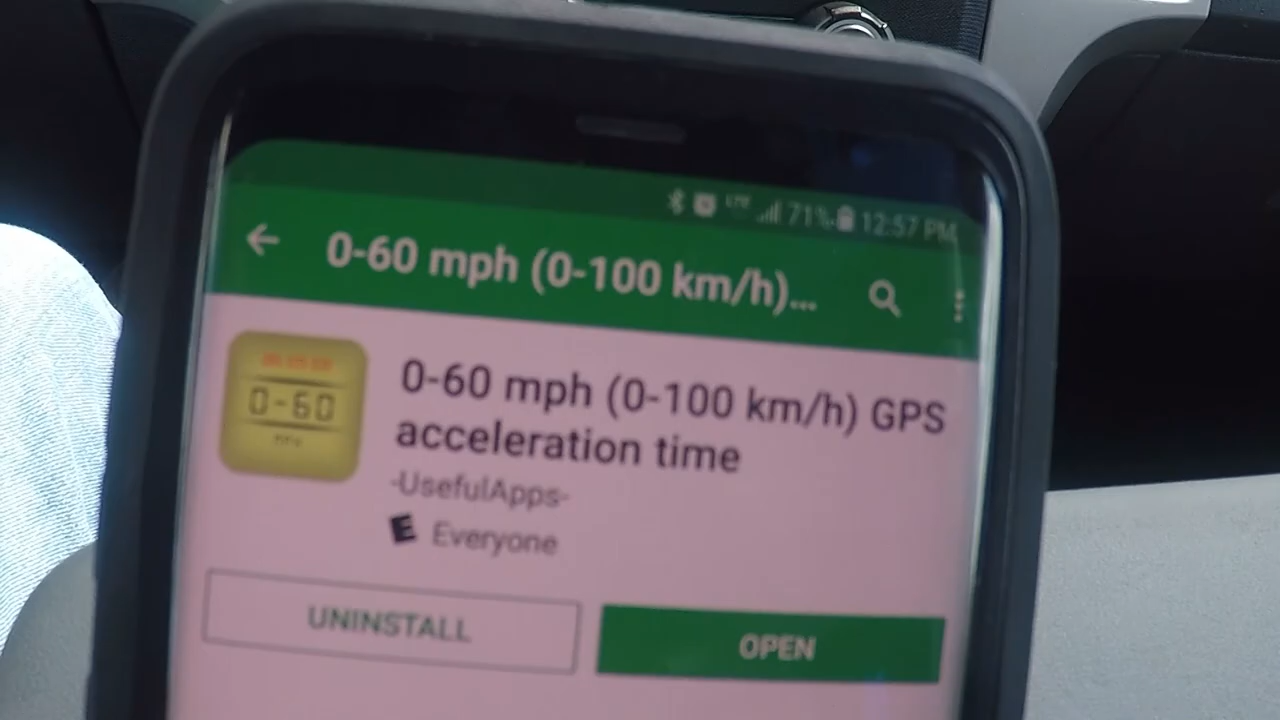 LTE 71% 12:57 PM
0-60 mph (0-100 km/h)...
0-60
0-60 mph (0-100 km/h) GPS
acceleration time
-UsefulApps-
E Everyone
UNINSTALL
OPEN